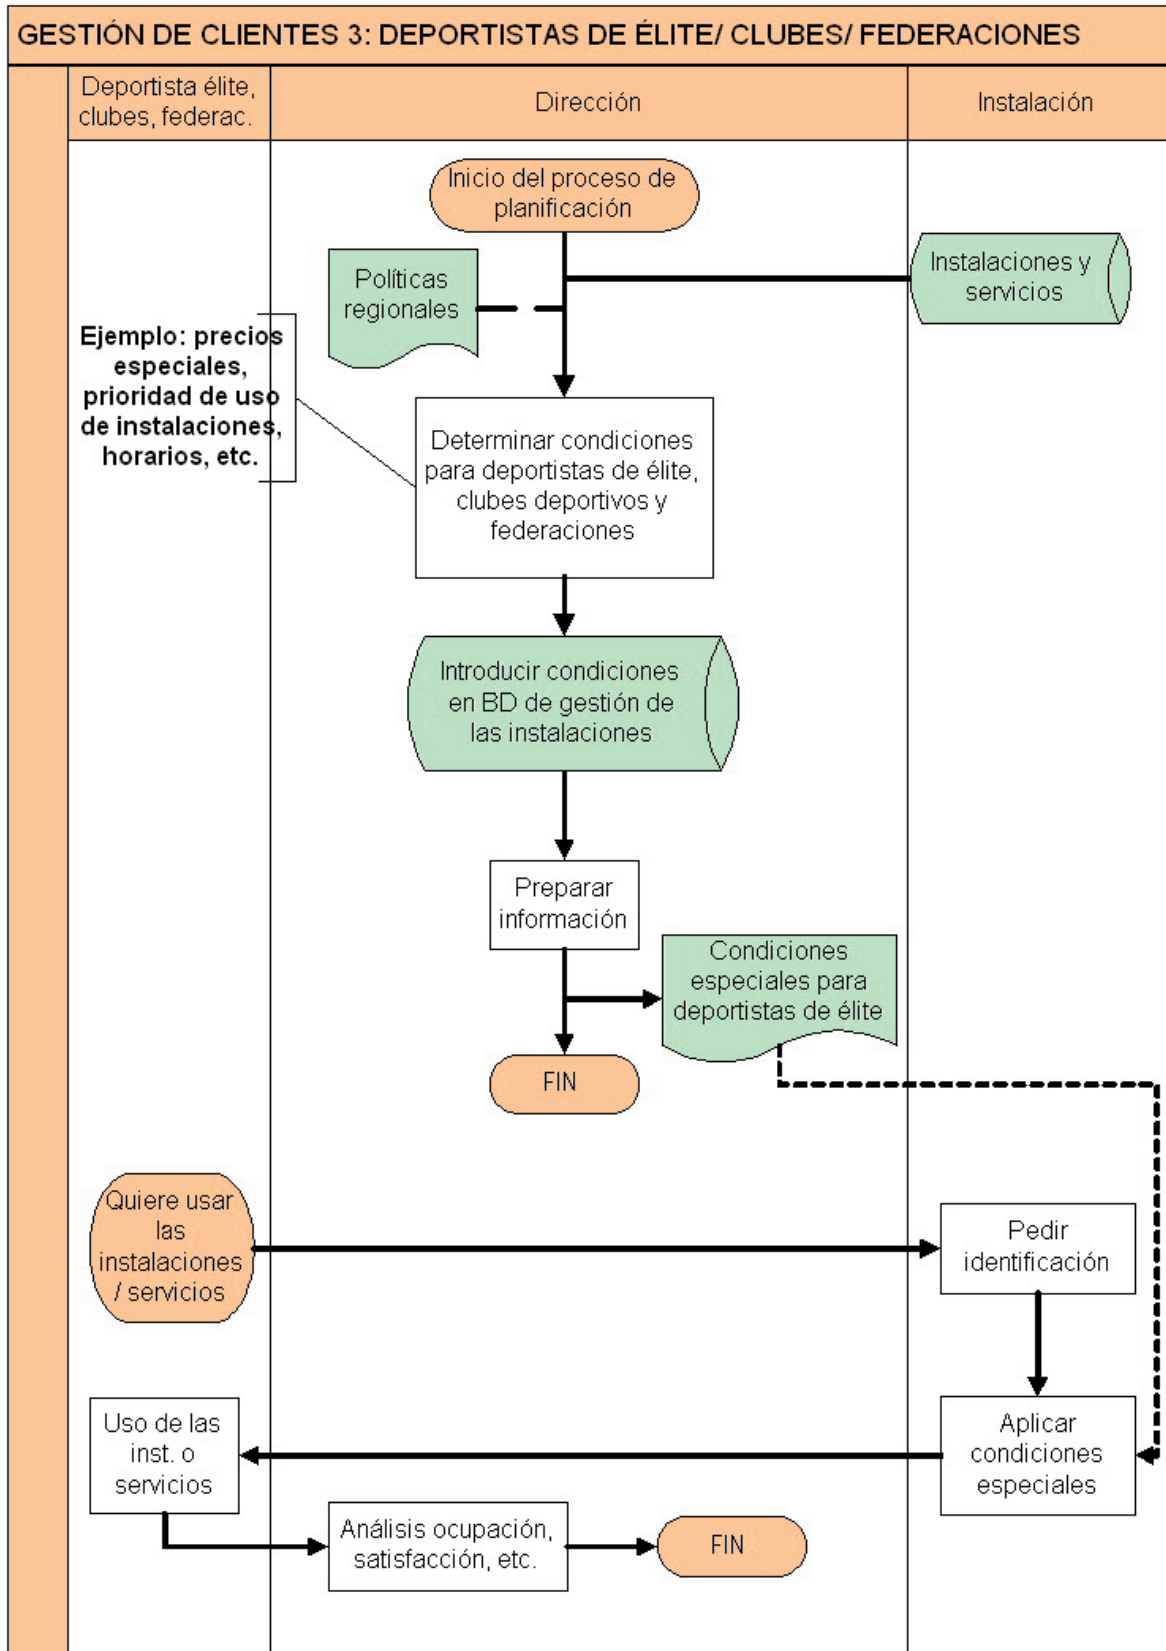 GESTIÓN DE CLIENTES 3: DEPORTISTAS DE ÉLITE/ CLUBES/ FEDERACIONES
Deportista élite,
clubes, federac.
Dirección
Instalación
Inicio del proceso de
planificación
Políticas
regionales
Instalaciones y
servicios
Ejemplo: precios
especiales,
prioridad de uso
de instalaciones,
horarios, etc.
Determinar condiciones
para deportistas de élite,
clubes deportivos y
federaciones
Introducir condiciones
en BD de gestión de
las instalaciones
Preparar
información
Condiciones
especiales para
deportistas de élite
FIN
Quiere usar
las
instalaciones
/ servicios
Pedir
identificación
Uso de las
inst. o
servicios
Aplicar
condiciones
especiales
Análisis ocupación,
satisfacción, etc.
FIN